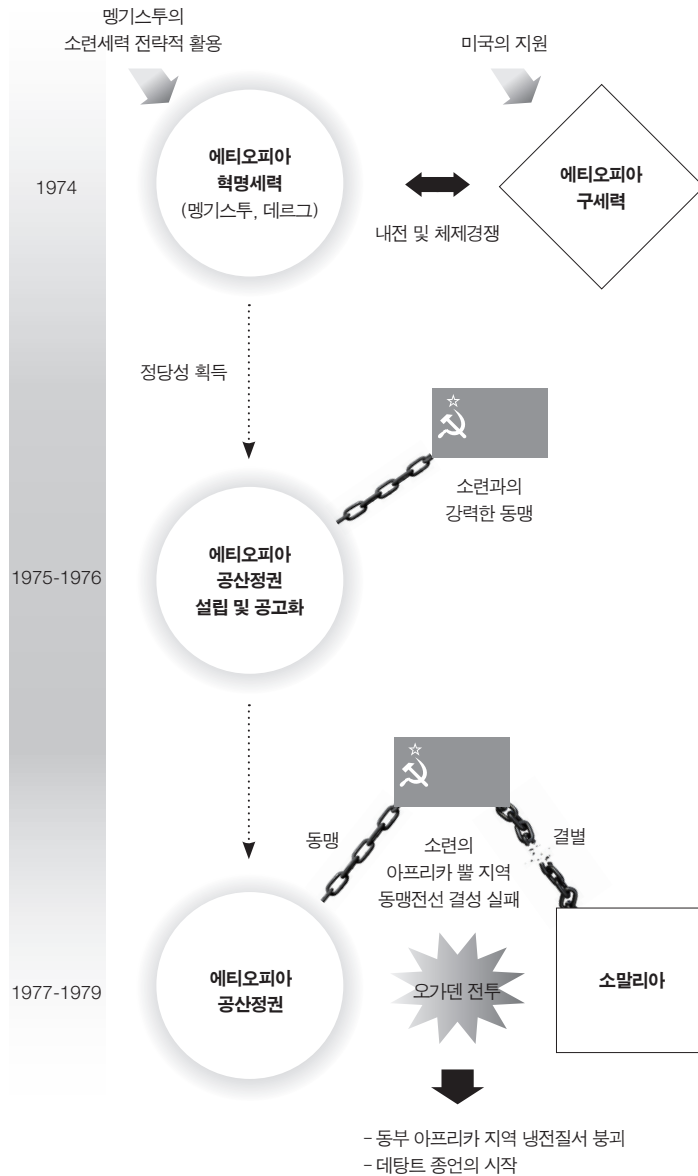 멩기스투의
소련세력 전략적 활용
미국의 지원
1974
에티오피아
혁명세력
(멩기스투, 데르그)
내전 및 체제경쟁
에티오피아
구세력
정당성 획득
소련과의
강력한 동맹
1975-1976
에티오피아
공산정권
설립 및 공고화
동맹
소련의
아프리카 뿔 지역
동맹전선 결성 실패
결별
1977-1979
에티오피아
공산정권
오가덴 전투
소말리아
- 동부 아프리카 지역 냉전질서 붕괴
- 데탕트 종언의 시작